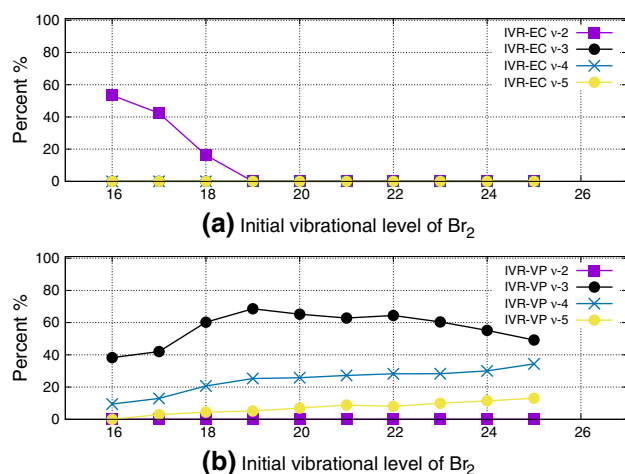 100
80
60
40
20
0
Percent %
IVR-EC ν-2
IVR-EC ν-3
IVR-EC ν-4
IVR-EC ν-5
16 18 20 22 24 26
(a) Initial vibrational level of Br₂
100
80
60
40
20
0
Percent %
IVR-VP ν-2
IVR-VP ν-3
IVR-VP ν-4
IVR-VP ν-5
16 18 20 22 24 26
(b) Initial vibrational level of Br₂